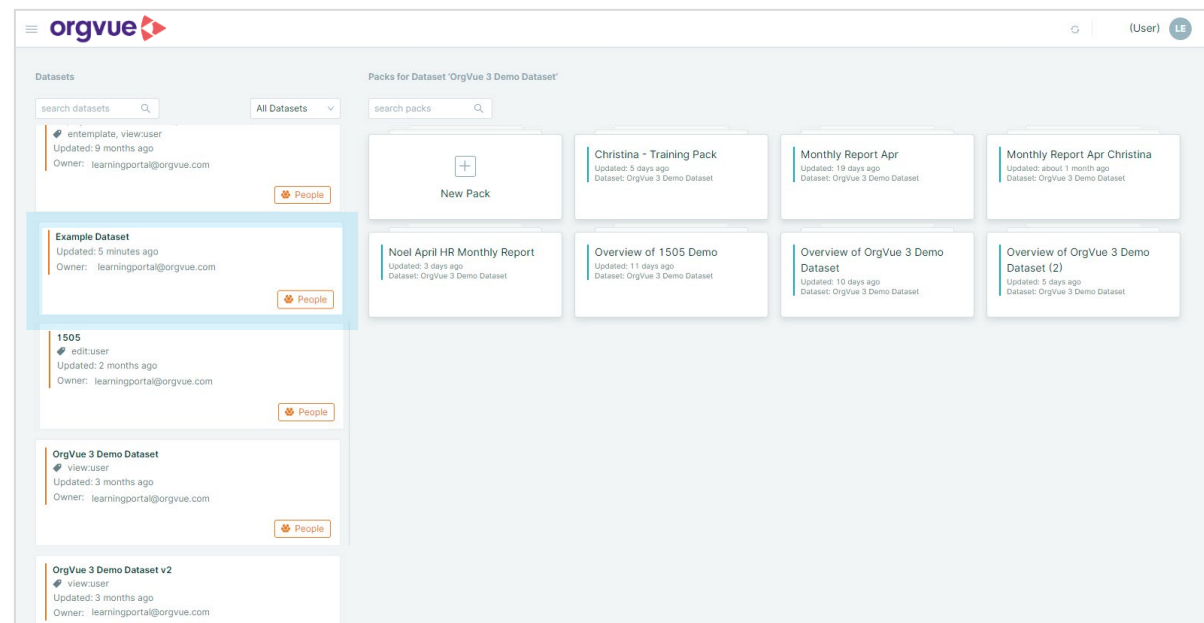 orgvue
(User) LE
Datasets
search datasets
All Datasets
entemplate, view:user
Updated: 9 months ago
Owner: learningportal@orgvue.com
People
Example Dataset
Updated: 5 minutes ago
Owner: learningportal@orgvue.com
People
1505
edit:user
Updated: 2 months ago
Owner: learningportal@orgvue.com
People
OrgVue 3 Demo Dataset
view:user
Updated: 3 months ago
Owner: learningportal@orgvue.com
People
OrgVue 3 Demo Dataset v2
view:user
Updated: 3 months ago
Owner: learningportal@orgvue.com
Packs for Dataset 'OrgVue 3 Demo Dataset'
search packs
New Pack
Christina - Training Pack
Updated: 5 days ago
Dataset: OrgVue 3 Demo Dataset
Monthly Report Apr
Updated: 19 days ago
Dataset: OrgVue 3 Demo Dataset
Monthly Report Apr Christina
Updated: about 1 month ago
Dataset: OrgVue 3 Demo Dataset
Noel April HR Monthly Report
Updated: 3 days ago
Dataset: OrgVue 3 Demo Dataset
Overview of 1505 Demo
Updated: 11 days ago
Dataset: OrgVue 3 Demo Dataset
Overview of OrgVue 3 Demo
Dataset
Updated: 10 days ago
Dataset: OrgVue 3 Demo Dataset
Overview of OrgVue 3 Demo
Dataset (2)
Updated: 5 days ago
Dataset: OrgVue 3 Demo Dataset